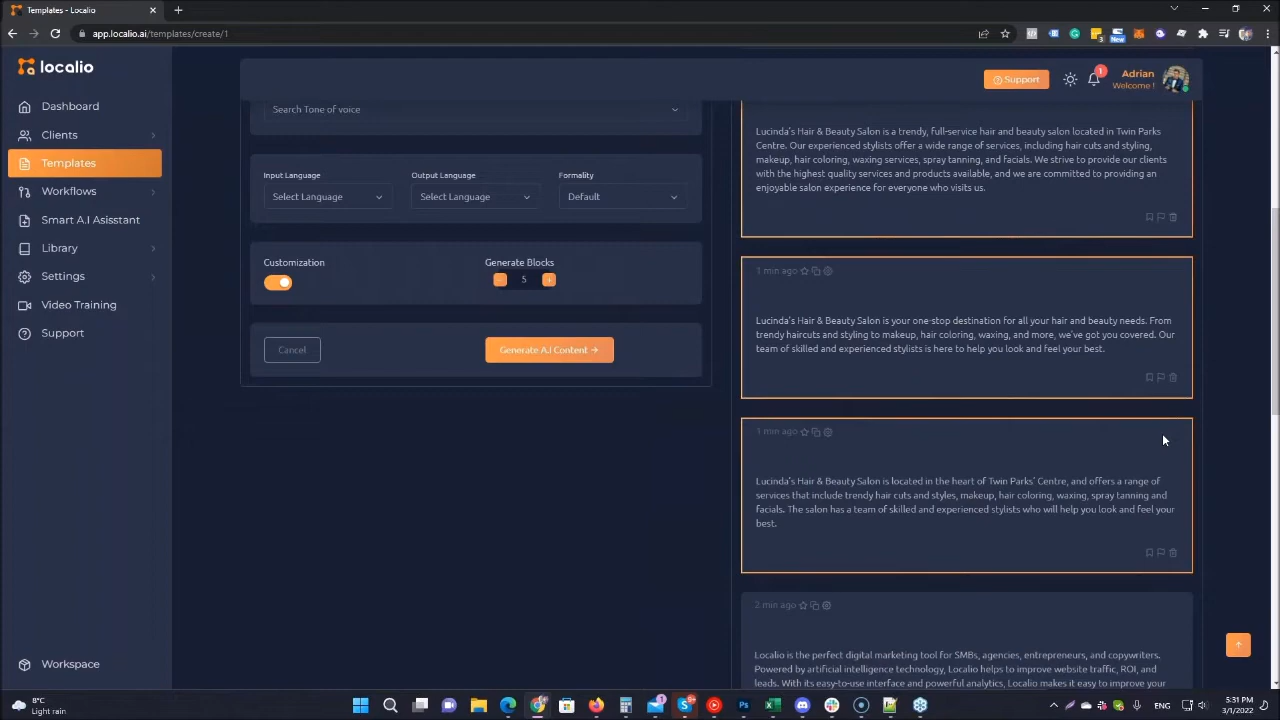 Templates - Localio
app.localio.ai/templates/create/1
New
localio
Support
1
Adrian
Welcome !
Dashboard
Clients
Templates
Workflows
Smart A.I Asisstant
Library
Settings
Video Training
Support
Workspace
Search Tone of voice
Input Language
Output Language
Formality
Select Language
Select Language
Default
Customization
Generate Blocks
5
Cancel
Generate A.I Content
Lucinda's Hair & Beauty Salon is a trendy, full-service hair and beauty salon located in Twin Parks
Centre. Our experienced stylists offer a wide range of services, including hair cuts and styling,
makeup, hair coloring, waxing services, spray tanning, and facials. We strive to provide our clients
with the highest quality services and products available, and we are committed to providing an
enjoyable salon experience for everyone who visits us.
1 min ago
Lucinda's Hair & Beauty Salon is your one-stop destination for all your hair and beauty needs. From
trendy haircuts and styling to makeup, hair coloring, waxing, and more, we've got you covered. Our
team of skilled and experienced stylists is here to help you look and feel your best.
1 min ago
Lucinda's Hair & Beauty Salon is located in the heart of Twin Parks' Centre, and offers a range of
services that include trendy hair cuts and styles, makeup, hair coloring, waxing, spray tanning and
facials. The salon has a team of skilled and experienced stylists who will help you look and feel your
best.
2 min ago
Localio is the perfect digital marketing tool for SMBs, agencies, entrepreneurs, and copywriters.
Powered by artificial intelligence technology, Localio helps to improve website traffic, ROI, and
leads. With its easy-to-use interface and powerful analytics, Localio makes it easy to improve your
8°C
Light rain
ENG
5:31 PM
3/1/2022